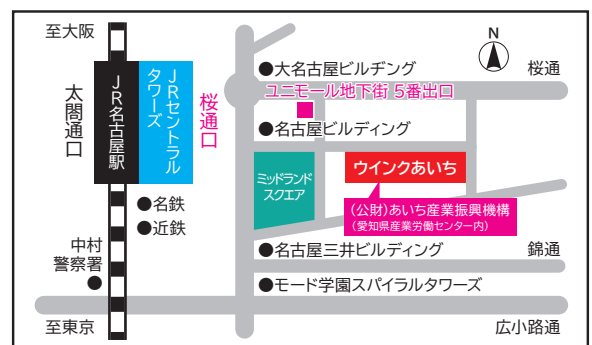 至大阪
N
JR名古屋駅
JRセントラル
タワーズ
太閤通口
桜通口
●大名古屋ビルヂング
桜通
ユニモール地下街 5番出口
●名古屋ビルディング
ミッドランド
スクエア
ウインクあいち
(公財)あいち産業振興機構
(愛知県産業労働センター内)
●名鉄
●近鉄
中村
警察署
●
●名古屋三井ビルディング
錦通
●モード学園スパイラルタワーズ
至東京
広小路通